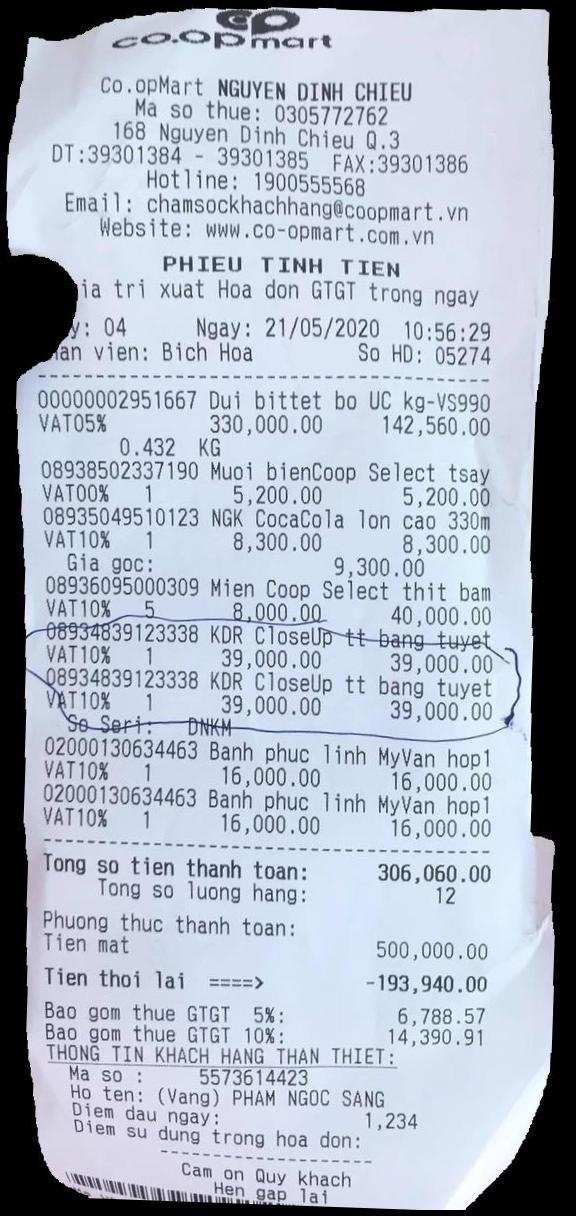 co.op mart
Co.opMart NGUYEN DINH CHIEU
Ma so thue: 0305772762
168 Nguyen Dinh Chieu Q.3
DT:39301384 - 39301385 FAX:39301386
Hotline: 1900555568
Email: chamsockhachhang@coopmart.vn
Website: www.co-opmart.com.vn
PHIEU TINH TIEN
ia tri xuat Hoa don GTGT trong ngay
y: 04 Ngay: 21/05/2020 10:56:29
an vien: Bich Hoa So HD: 05274
00000002951667 Dui bittet bo UC kg-VS990
VAT05% 330,000.00 142,560.00
0.432 KG
08938502337190 Muoi bienCoop Select tsay
VAT00% 1 5,200.00 5,200.00
08935049510123 NGK CocaCola lon cao 330m
VAT10% 1 8,300.00 8,300.00
Gia goc: 9,300.00
08936095000309 Mien Coop Select thit bam
VAT10% 5 8,000.00 40,000.00
08934839123338 KDR CloseUp tt bang tuyet
VAT10% 1 39,000.00 39,000.00
08934839123338 KDR CloseUp tt bang tuyet
VAT10% 1 39,000.00 39,000.00
So Seri: DNKM
02000130634463 Banh phuc linh MyVan hop1
VAT10% 1 16,000.00 16,000.00
02000130634463 Banh phuc linh MyVan hop1
VAT10% 1 16,000.00 16,000.00
Tong so tien thanh toan: 306,060.00
Tong so luong hang: 12
Phuong thuc thanh toan:
Tien mat 500,000.00
Tien thoi lai ====> -193,940.00
Bao gom thue GTGT 5%: 6,788.57
Bao gom thue GTGT 10%: 14,390.91
THONG TIN KHACH HANG THAN THIET:
Ma so : 5573614423
Ho ten: (Vang) PHAM NGOC SANG
Diem dau ngay: 1,234
Diem su dung trong hoa don:
Cam on Quy khach
Hen gap lai